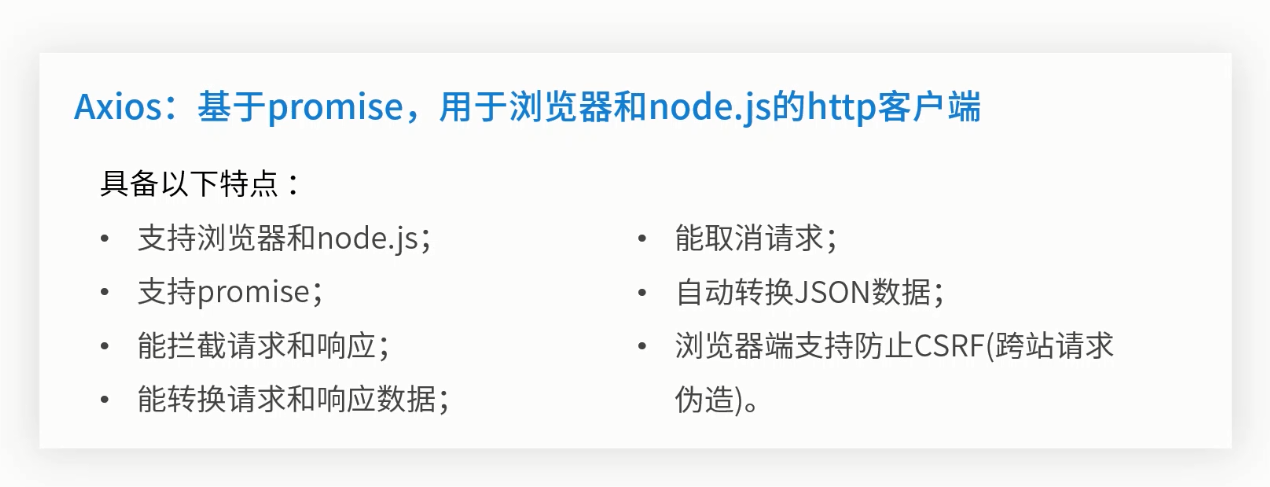 Axios：基于promise，用于浏览器和node.js的http客户端
具备以下特点：
• 支持浏览器和node.js；
• 支持promise；
• 能拦截请求和响应；
• 能转换请求和响应数据；
• 能取消请求；
• 自动转换JSON数据；
• 浏览器端支持防止CSRF(跨站请求
伪造)。